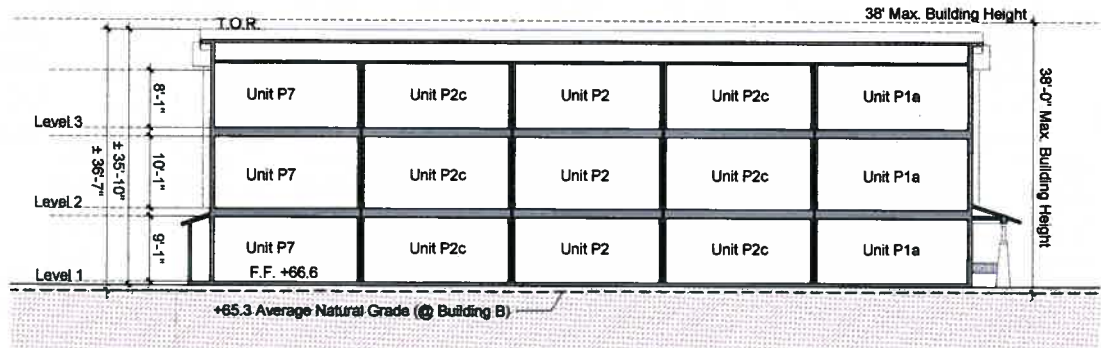 38' Max. Building Height
T.O.R.
8'-1"
Unit P7
Unit P2c
Unit P2
Unit P2c
Unit P1a
Level 3
± 36'-7"
± 35'-10"
10'-1"
Unit P7
Unit P2c
Unit P2
Unit P2c
Unit P1a
38'-0" Max. Building Height
Level 2
9'-1"
Unit P7
Unit P2c
Unit P2
Unit P2c
Unit P1a
F.F. +66.6
Level 1
+65.3 Average Natural Grade (@ Building B)